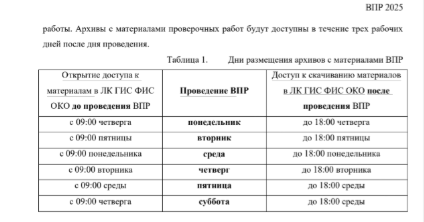 ВПР 2025
работы. Архивы с материалами проверочных работ будут доступны в течение трех рабочих
дней после дня проведения.
Таблица 1. Дни размещения архивов с материалами ВПР
Открытие доступа к материалам в ЛК ГИС ФИС ОКО до проведения ВПР | Проведение ВПР | Доступ к скачиванию материалов в ЛК ГИС ФИС ОКО после проведения ВПР
с 09:00 четверга | понедельник | до 18:00 четверга
с 09:00 пятницы | вторник | до 18:00 пятницы
с 09:00 понедельника | среда | до 18:00 понедельника
с 09:00 вторника | четверг | до 18:00 вторника
с 09:00 среды | пятница | до 18:00 среды
с 09:00 четверга | суббота | до 18:00 среды